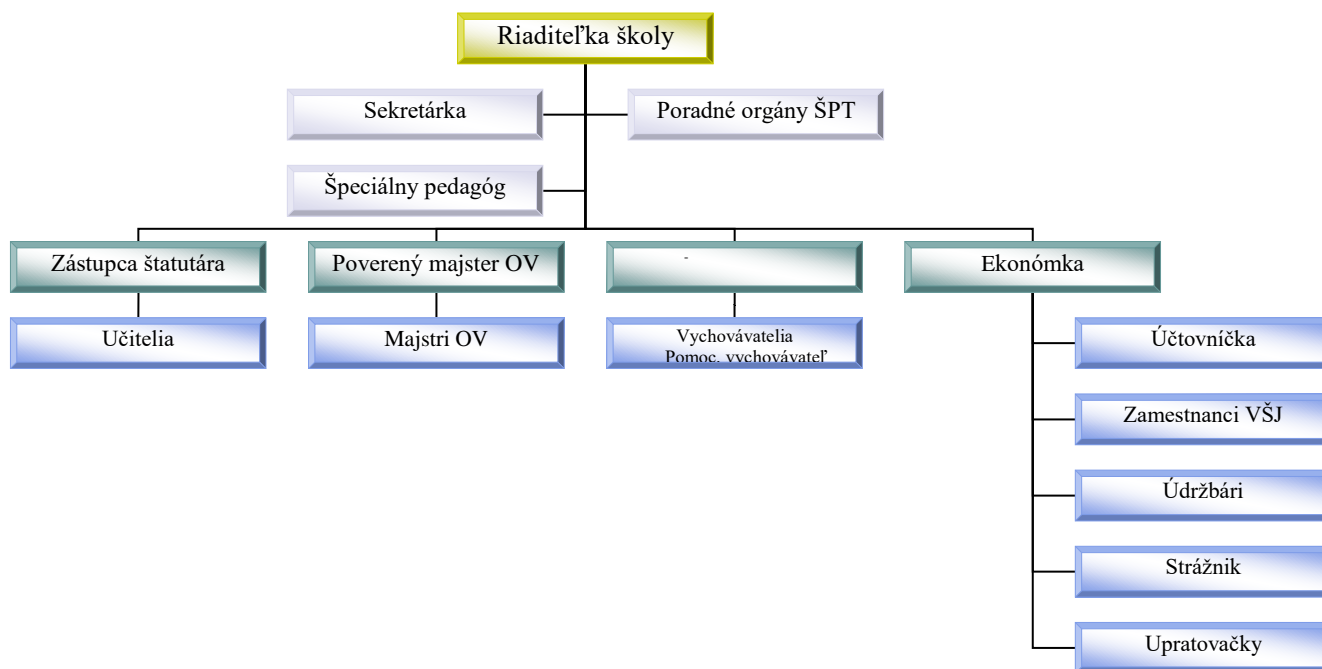 Riaditeľka školy
Sekretárka
Poradné orgány ŠPT
Špeciálny pedagóg
Zástupca štatutára
Poverený majster OV
-
Ekonómka
Učitelia
Majstri OV
Vychovávatelia
Pomoc. vychovávateľ
Účtovníčka
Zamestnanci VŠJ
Údržbári
Strážnik
Upratovačky